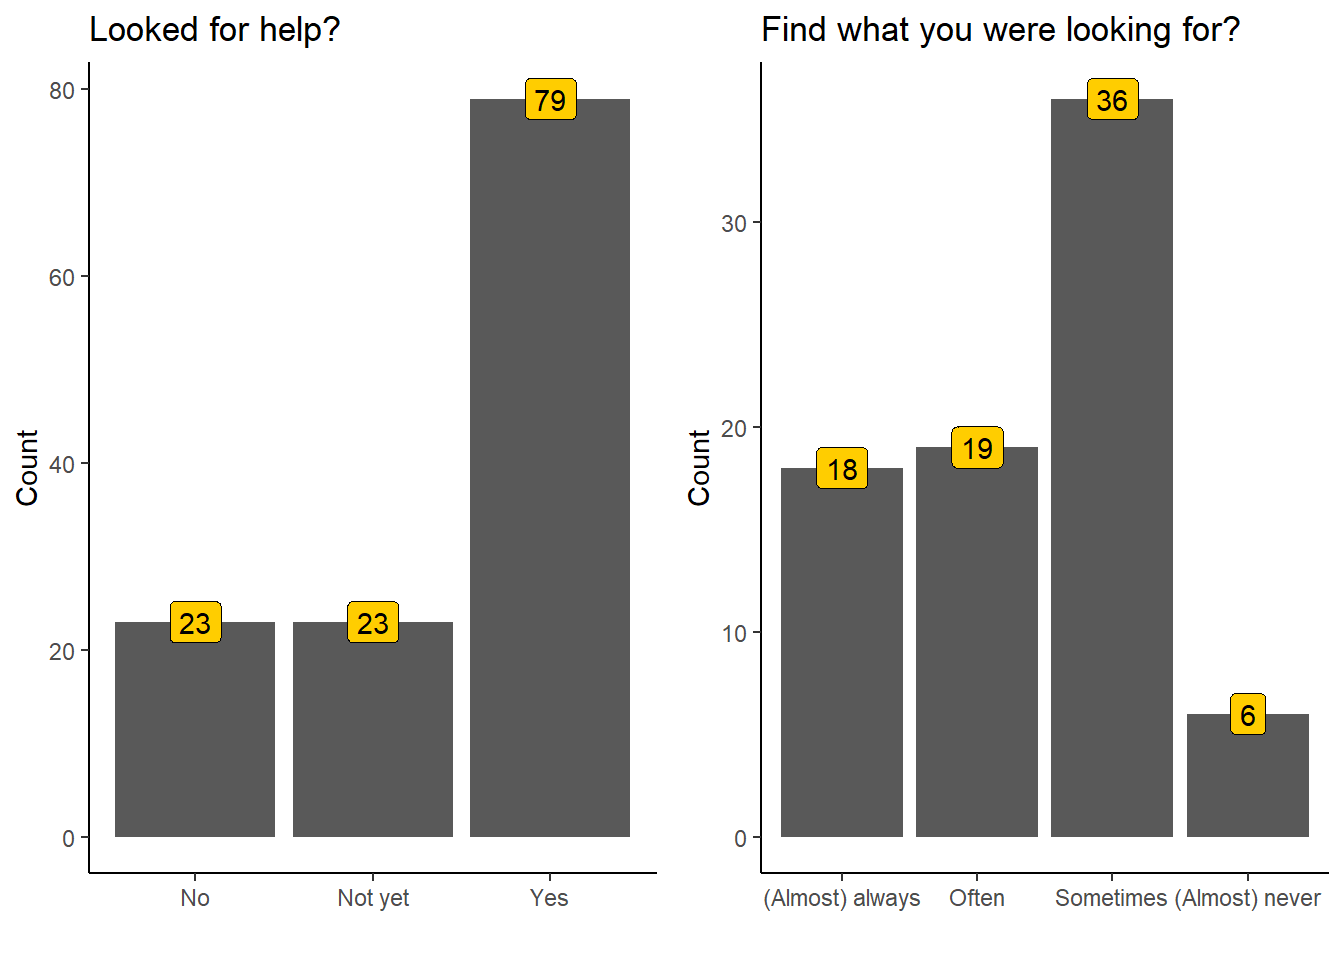 Looked for help?
Count
80
60
40
20
0
79
23
23
No
Not yet
Yes
Find what you were looking for?
Count
30
20
10
0
36
18
19
6
(Almost) always
Often
Sometimes
(Almost) never